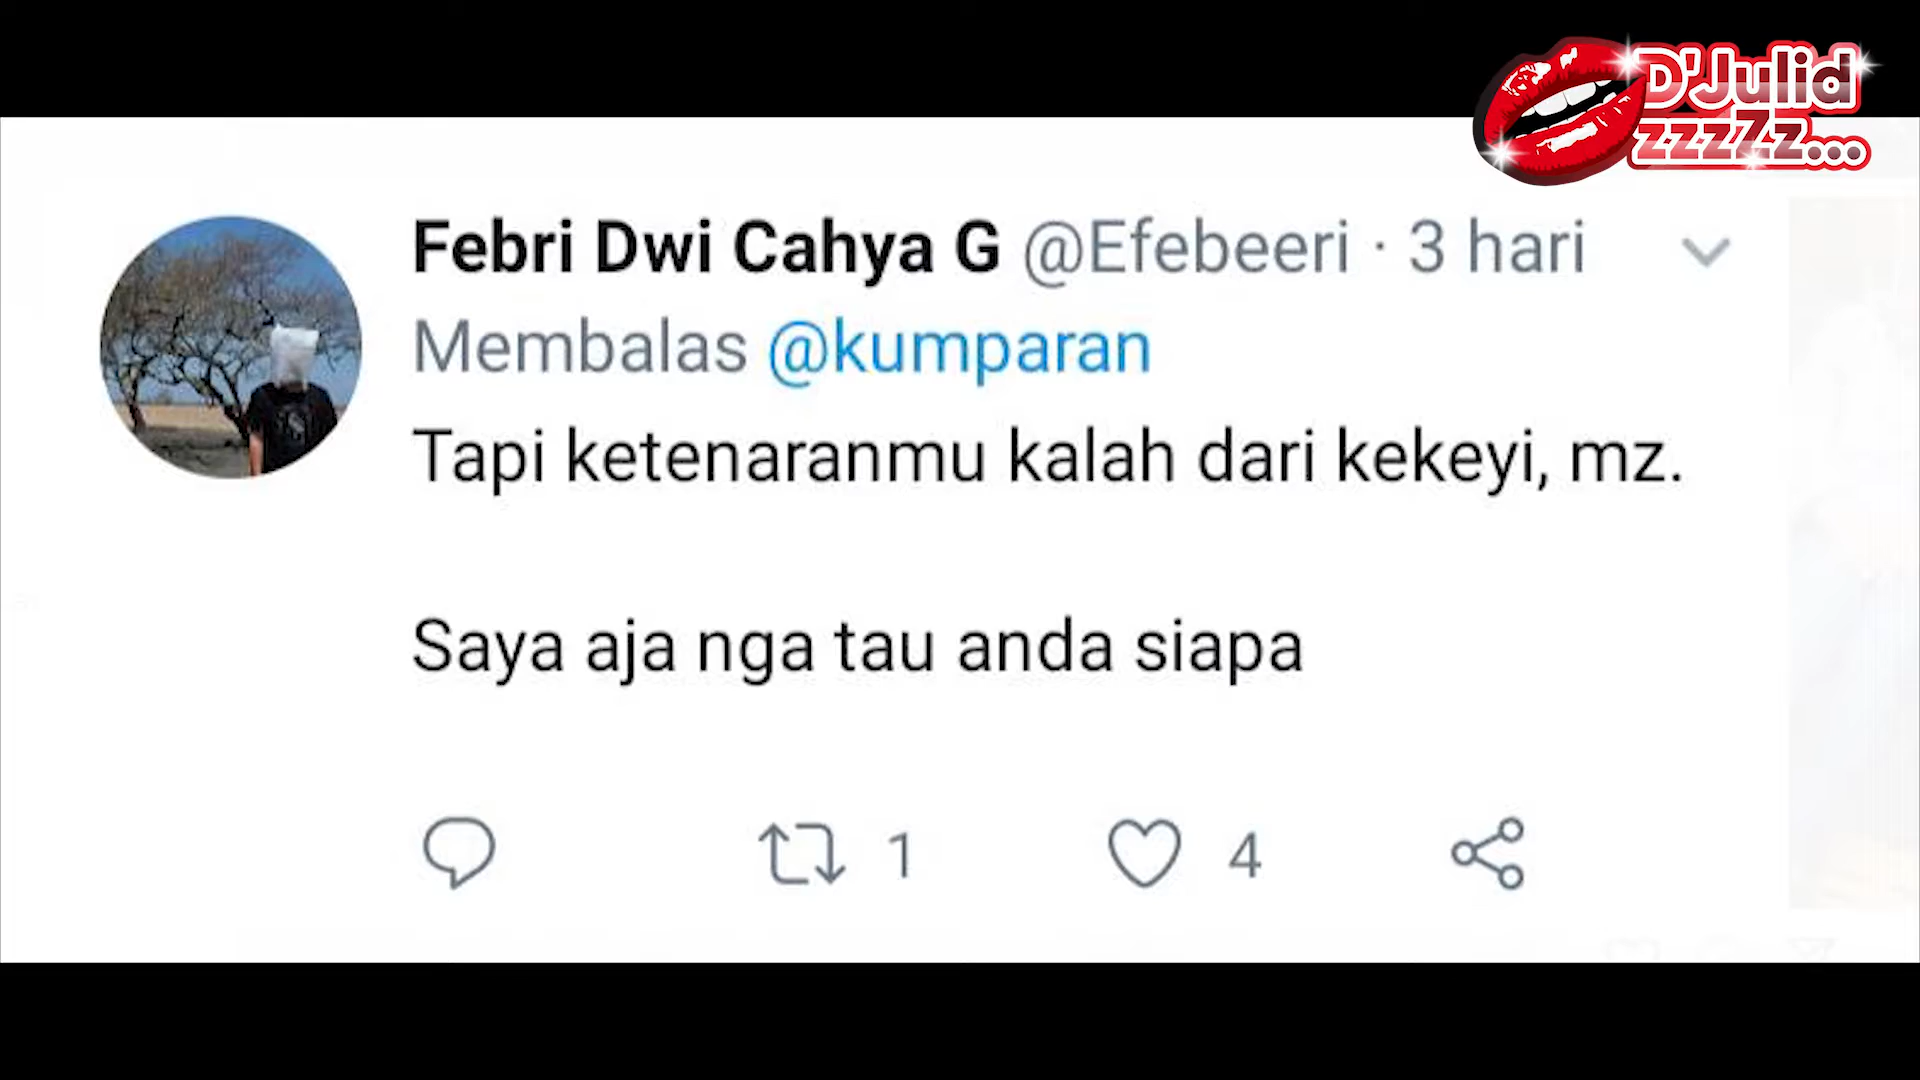 D'Julid
zzzzZz...
Febri Dwi Cahya G @Efebeeri · 3 hari
Membalas @kumparan
Tapi ketenaranmu kalah dari kekeyi, mz.
Saya aja nga tau anda siapa
1 4